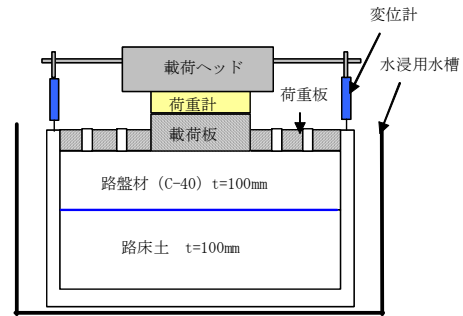 変位計
水浸用水槽
載荷ヘッド
荷重計
荷重板
載荷板
路盤材（C-40）t=100mm
路床土　t=100mm